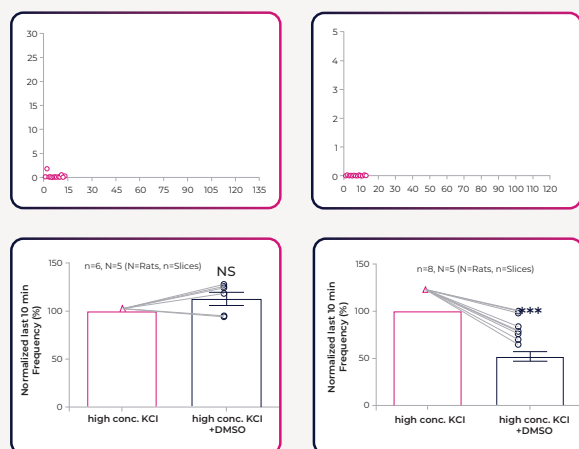 30
25
20
15
10
5
0
0 15 30 45 60 75 90 105 120 135
5
4
3
2
1
0
0 10 20 30 40 50 60 70 80 90 100 110 120
Normalized last 10 min
Frequency (%)
150
100
50
0
n=6, N=5 (N=Rats, n=Slices)
NS
high conc. KCl
high conc. KCl
+DMSO
Normalized last 10 min
Frequency (%)
150
100
50
0
n=8, N=5 (N=Rats, n=Slices)
***
high conc. KCl
high conc. KCl
+DMSO